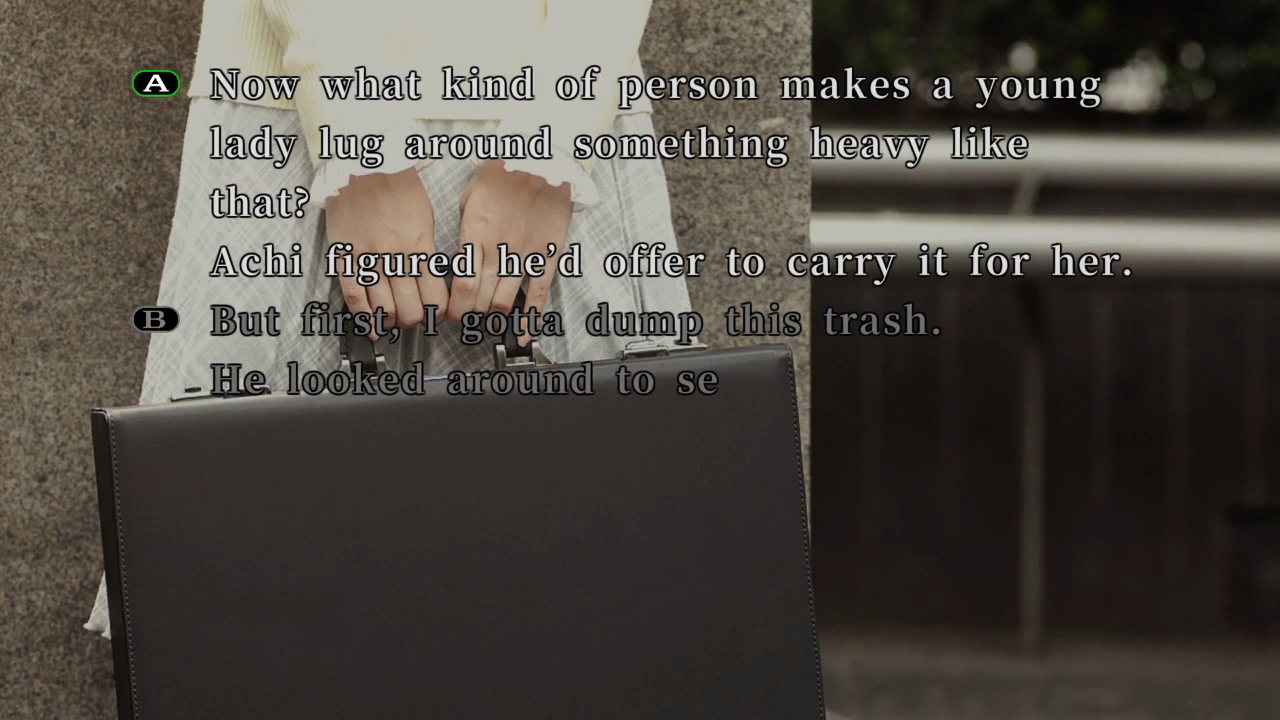 A Now what kind of person makes a young
lady lug around something heavy like
that?
Achi figured he’d offer to carry it for her.
B But first, I gotta dump this trash.
He looked around to se